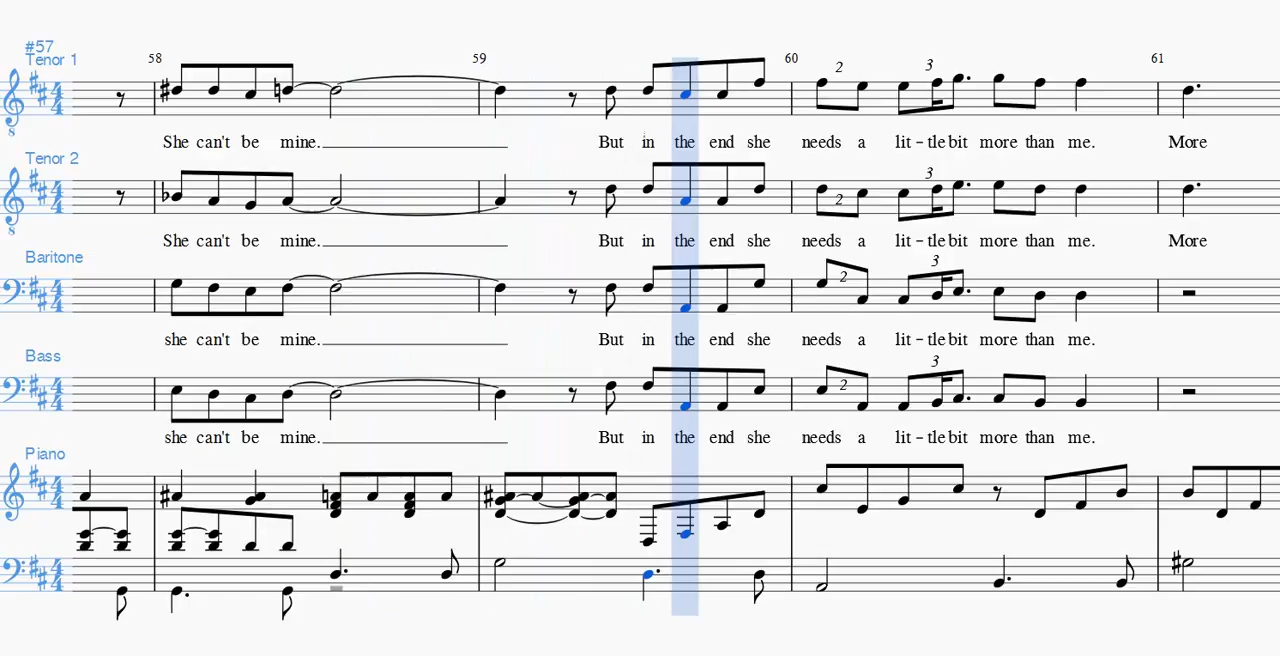 #57
Tenor 1
58 59 60 61
2 3
She can't be mine. But in the end she needs a lit – tle bit more than me. More
Tenor 2
3
2
She can't be mine. But in the end she needs a lit – tle bit more than me. More
Baritone
3
2
she can't be mine. But in the end she needs a lit – tle bit more than me.
Bass
3
2
she can't be mine. But in the end she needs a lit – tle bit more than me.
Piano